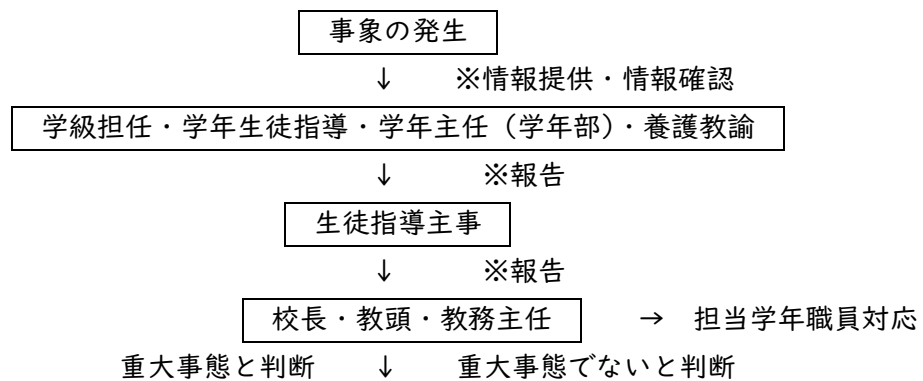 事象の発生
↓ ※情報提供・情報確認
学級担任・学年生徒指導・学年主任（学年部）・養護教諭
↓ ※報告
生徒指導主事
↓ ※報告
校長・教頭・教務主任 → 担当学年職員対応
重大事態と判断 ↓ 重大事態でないと判断